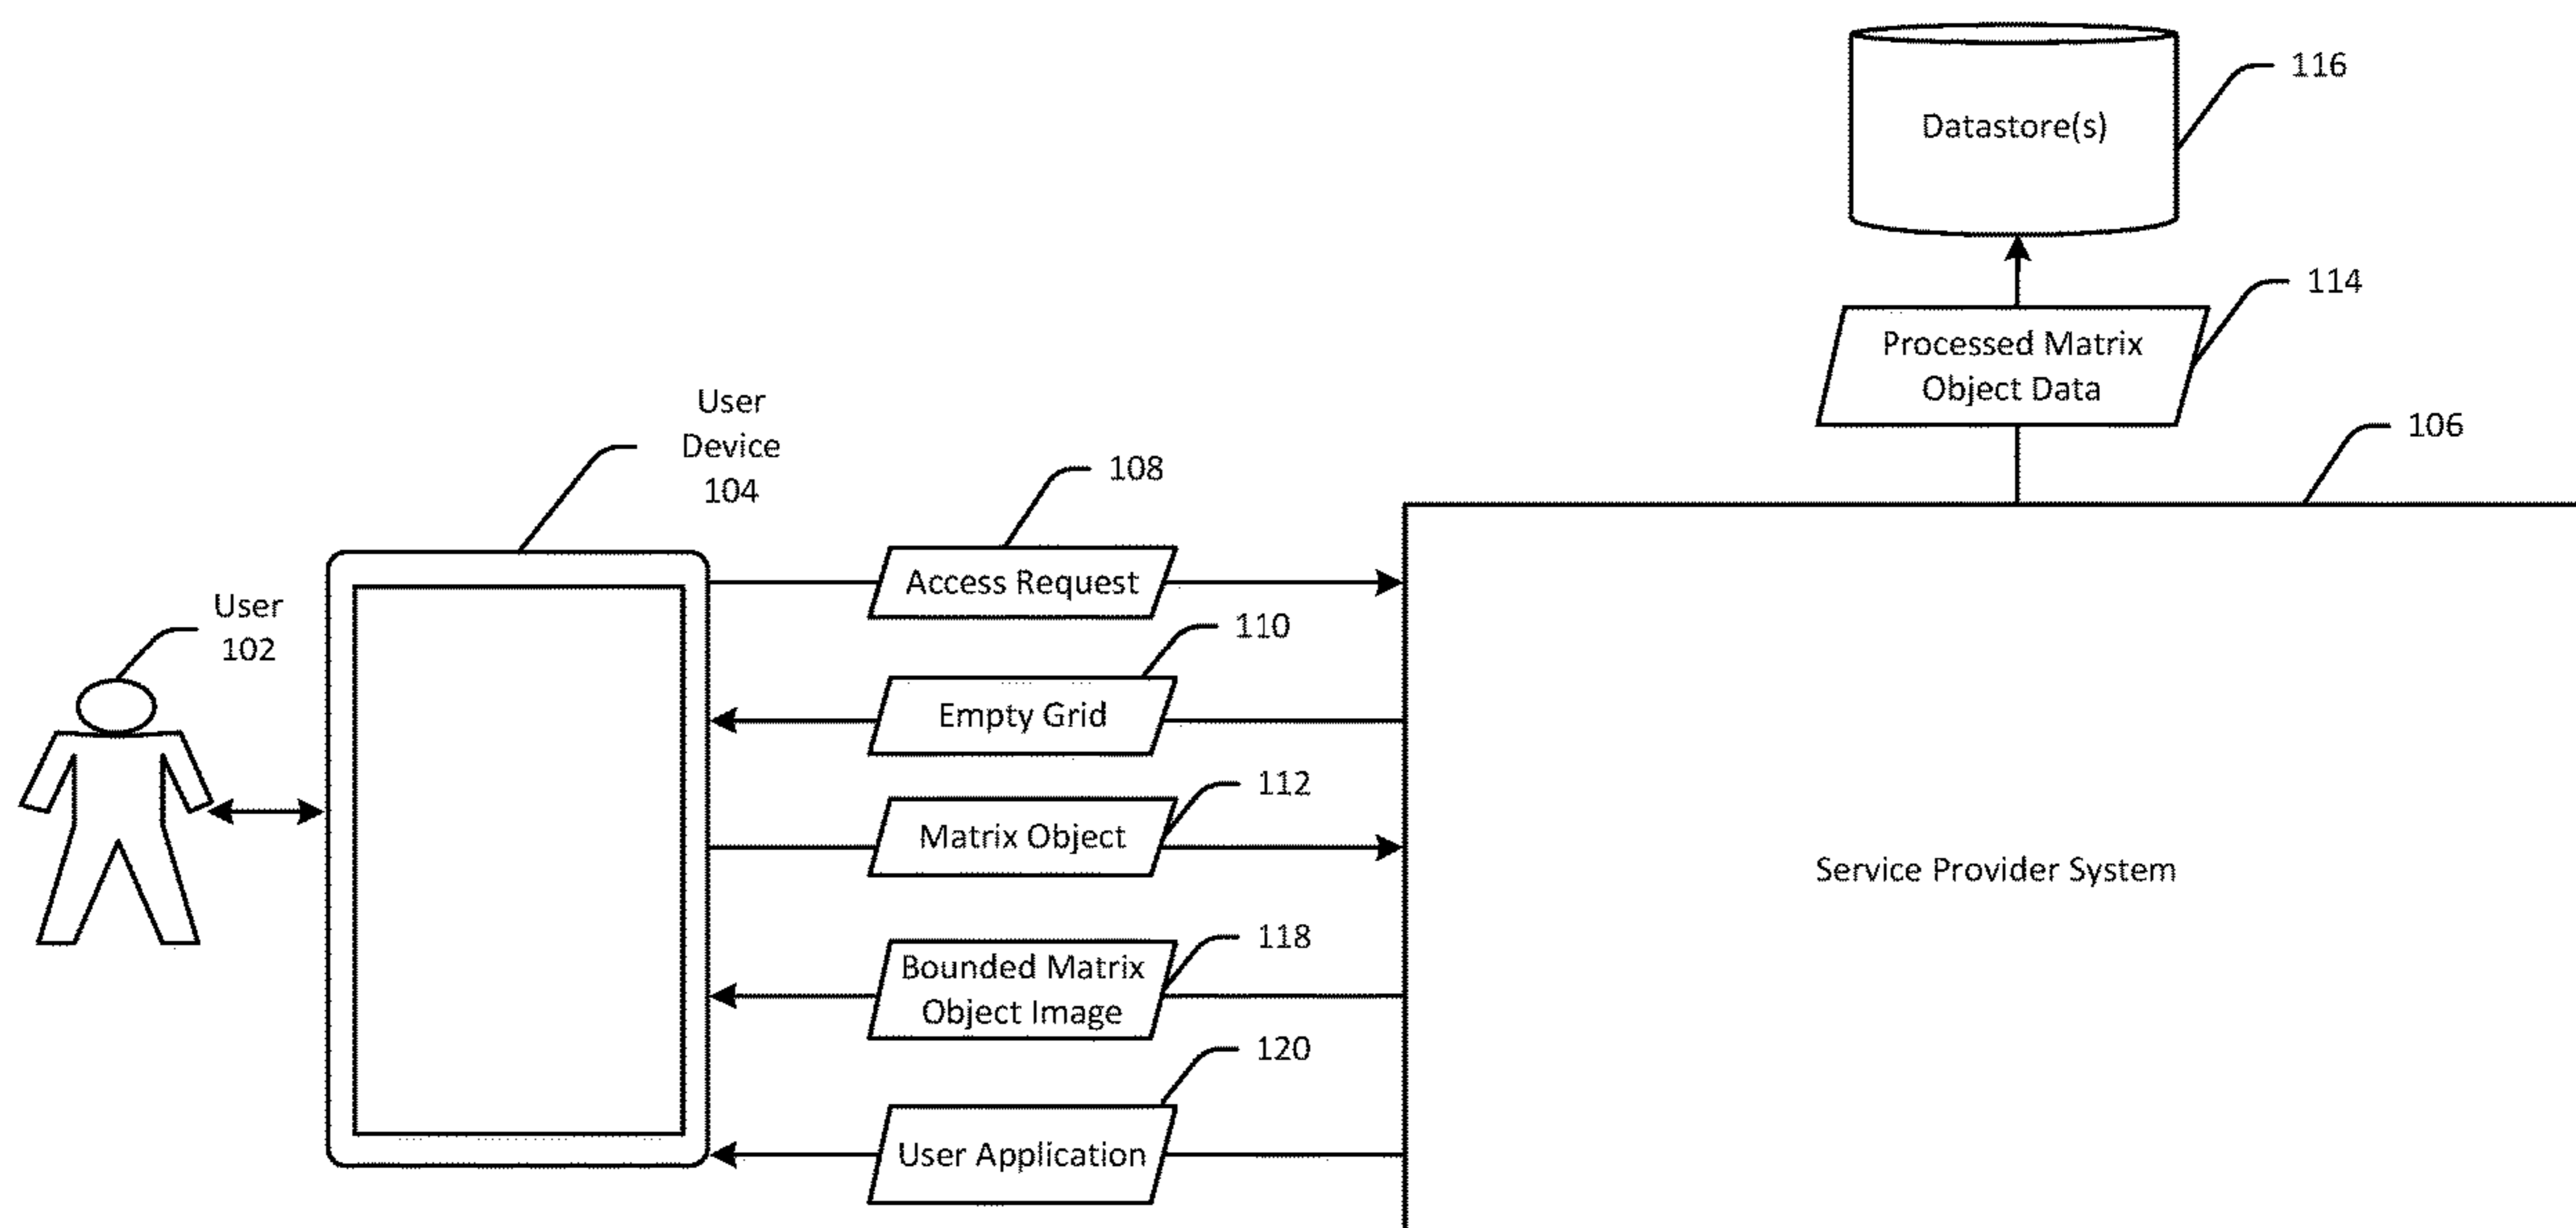 116
Datastore(s)
114
Processed Matrix
Object Data
106
User
Device
104
108
Access Request
User
102
110
Empty Grid
112
Matrix Object
Service Provider System
118
Bounded Matrix
Object Image
120
User Application